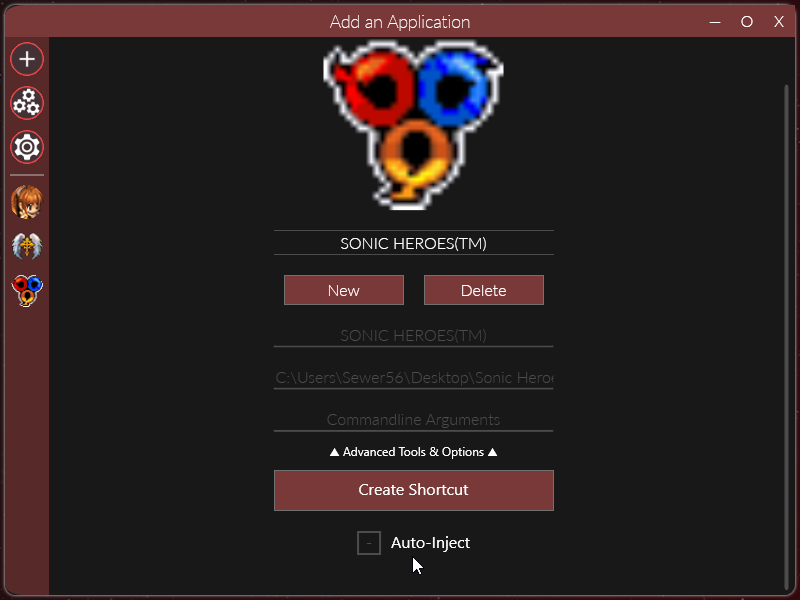 Add an Application
SONIC HEROES(TM)
New
Delete
SONIC HEROES(TM)
C:\Users\Sewer56\Desktop\Sonic Heroe
Commandline Arguments
▲ Advanced Tools & Options ▲
Create Shortcut
- Auto-Inject